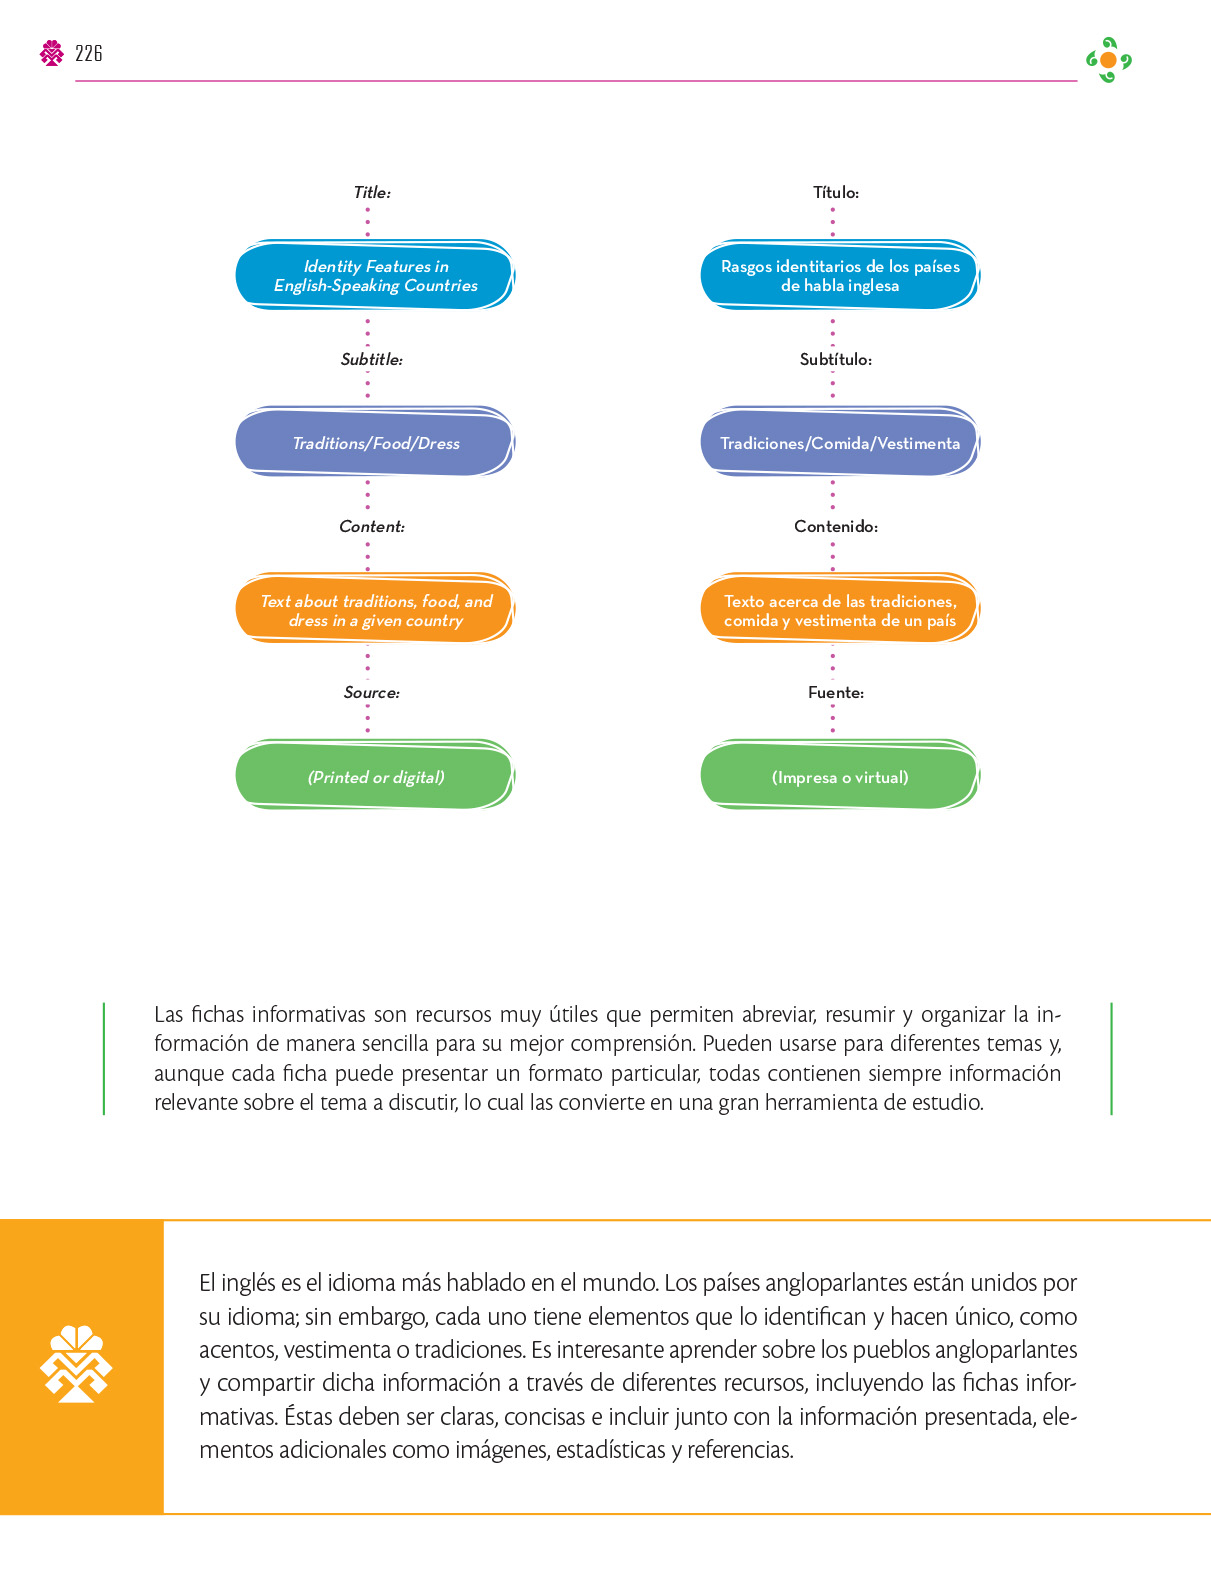 226
Title:
Identity Features in
English-Speaking Countries
Subtitle:
Traditions/Food/Dress
Content:
Text about traditions, food, and
dress in a given country
Source:
(Printed or digital)
Título:
Rasgos identitarios de los países
de habla inglesa
Subtítulo:
Tradiciones/Comida/Vestimenta
Contenido:
Texto acerca de las tradiciones,
comida y vestimenta de un país
Fuente:
(Impresa o virtual)
Las fichas informativas son recursos muy útiles que permiten abreviar, resumir y organizar la in-
formación de manera sencilla para su mejor comprensión. Pueden usarse para diferentes temas y,
aunque cada ficha puede presentar un formato particular, todas contienen siempre información
relevante sobre el tema a discutir, lo cual las convierte en una gran herramienta de estudio.
El inglés es el idioma más hablado en el mundo. Los países angloparlantes están unidos por
su idioma; sin embargo, cada uno tiene elementos que lo identifican y hacen único, como
acentos, vestimenta o tradiciones. Es interesante aprender sobre los pueblos angloparlantes
y compartir dicha información a través de diferentes recursos, incluyendo las fichas infor-
mativas. Éstas deben ser claras, concisas e incluir junto con la información presentada, ele-
mentos adicionales como imágenes, estadísticas y referencias.